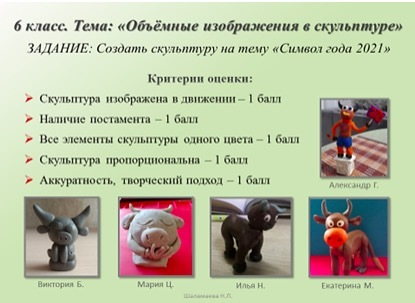 6 класс. Тема: «Объёмные изображения в скульптуре»
ЗАДАНИЕ: Создать скульптуру на тему «Символ года 2021»
Критерии оценки:
➢ Скульптура изображена в движении – 1 балл
➢ Наличие постамента – 1 балл
➢ Все элементы скульптуры одного цвета – 1 балл
➢ Скульптура пропорциональна – 1 балл
➢ Аккуратность, творческий подход – 1 балл
Александр Г.
Виктория Б.
Мария Ц.
Илья Н.
Екатерина М.